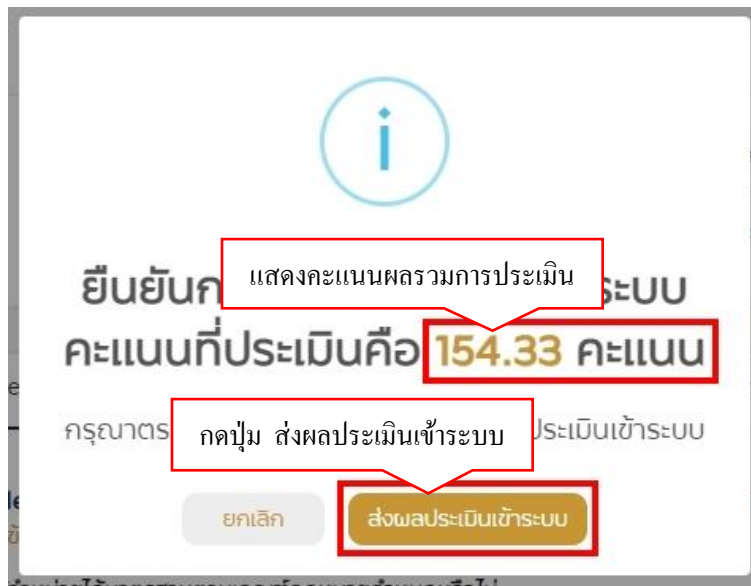 แสดงคะแนนผลรวมการประเมิน
ยืนยันก ระบบ
คะแนนที่ประเมินคือ 154.33 คะแนน
กดปุ่ม ส่งผลประเมินเข้าระบบ
กรุณาตร ประเมินเข้าระบบ
ยกเลิก ส่งผลประเมินเข้าระบบ